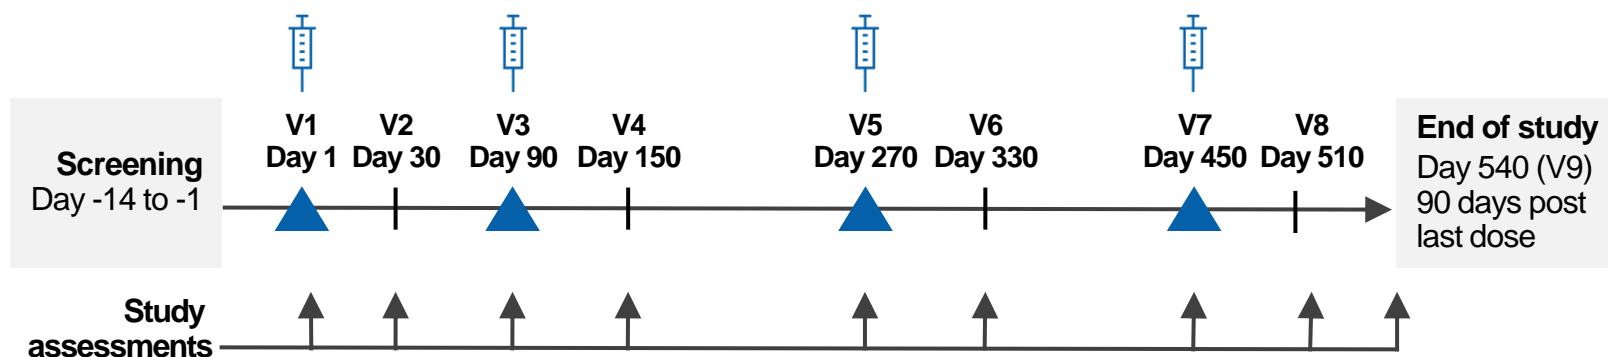 V1
Day 1
V2
Day 30
V3
Day 90
V4
Day 150
V5
Day 270
V6
Day 330
V7
Day 450
V8
Day 510
Screening
Day -14 to -1
End of study
Day 540 (V9)
90 days post
last dose
Study
assessments